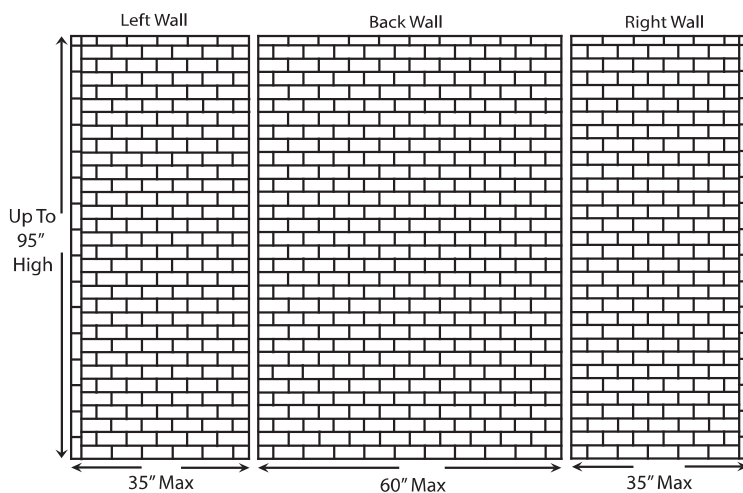 Left Wall
Back Wall
Right Wall
Up To
95”
High
35” Max
60” Max
35” Max